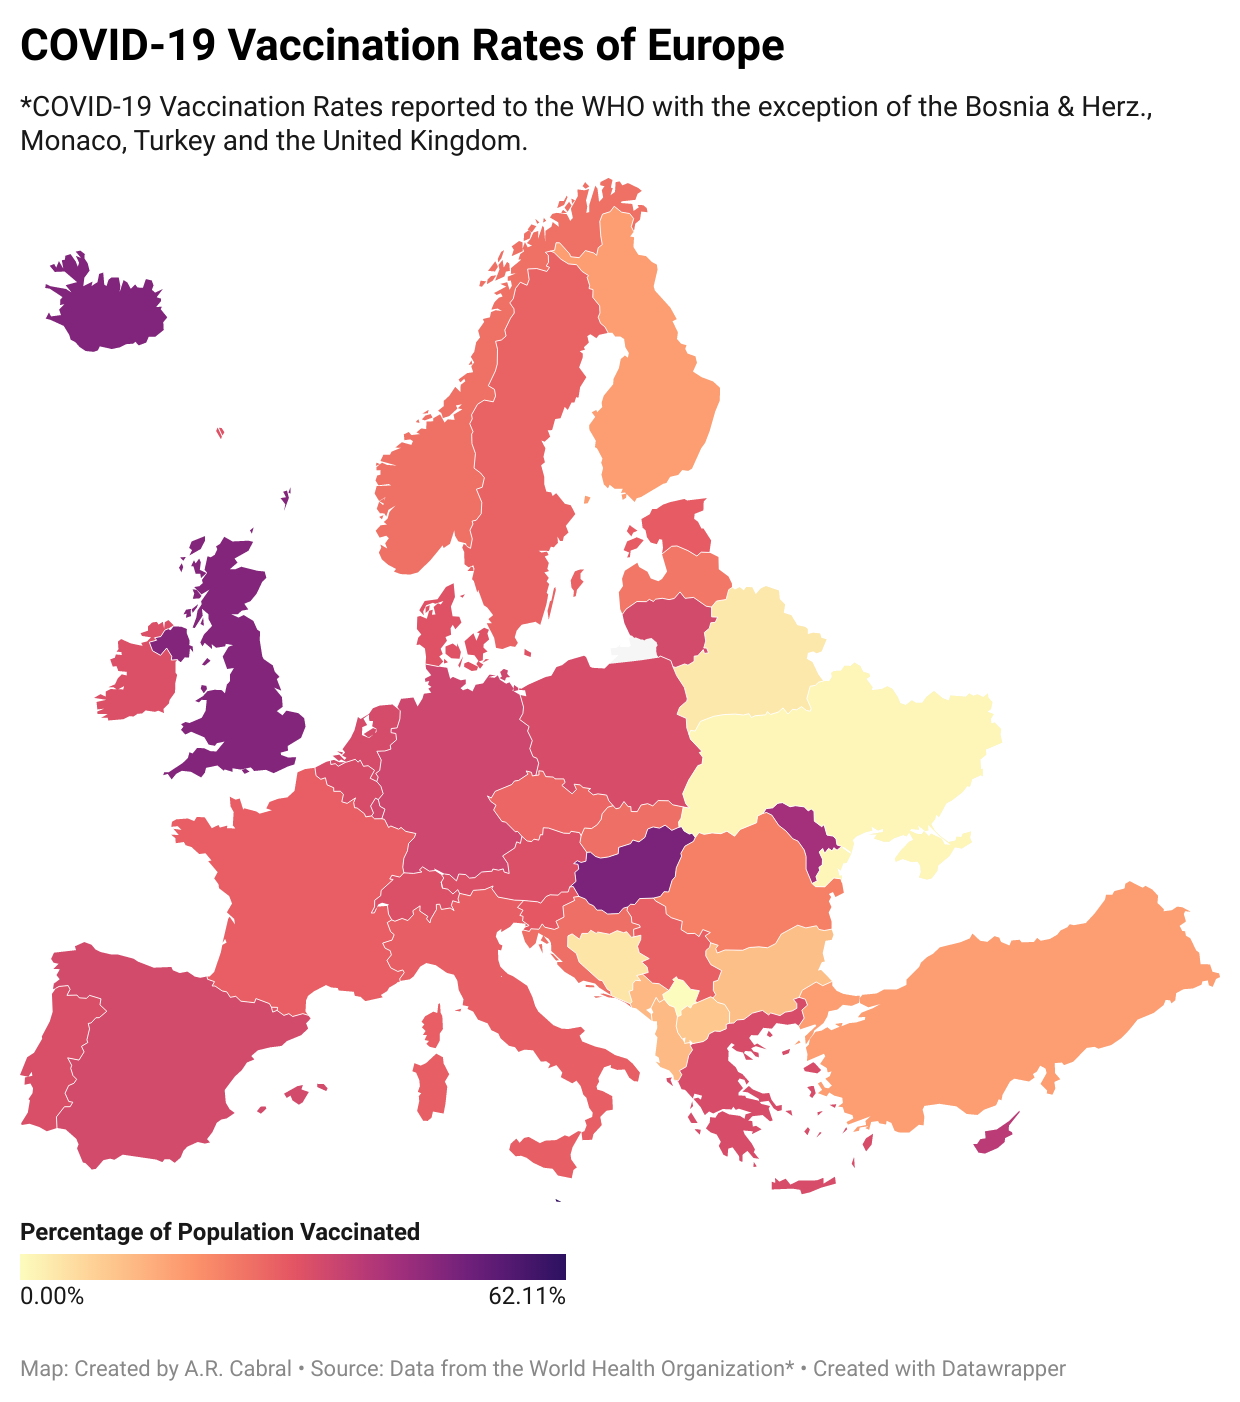 COVID-19 Vaccination Rates of Europe
*COVID-19 Vaccination Rates reported to the WHO with the exception of the Bosnia & Herz.,
Monaco, Turkey and the United Kingdom.
Percentage of Population Vaccinated
0.00% 62.11%
Map: Created by A.R. Cabral • Source: Data from the World Health Organization* • Created with Datawrapper